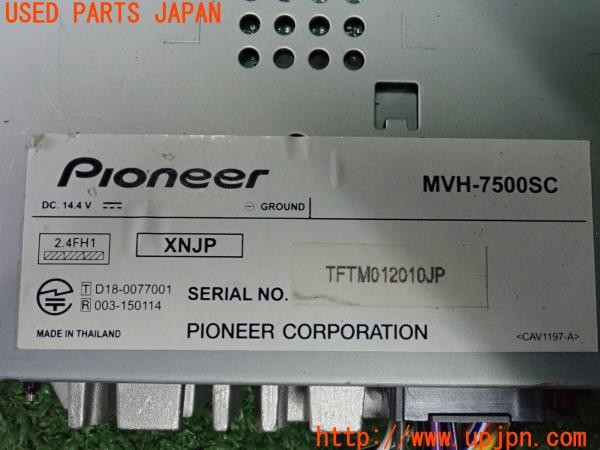 USED PARTS JAPAN
Pioneer
MVH-7500SC
DC. 14.4 V
GROUND
2.4FH1
XNJP
T D18-0077001
R 003-150114
SERIAL NO.
TFTM012010JP
MADE IN THAILAND
PIONEER CORPORATION
<CAV1197-A>
http://www.upjpn.com/